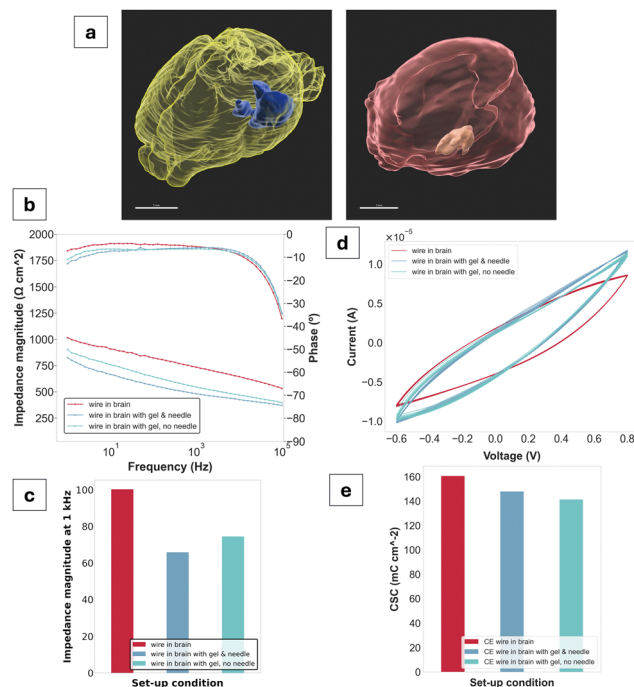 a
b
2000
1750
1500
1250
1000
750
500
250
Impedance magnitude (Ω cm^2)
0
−10
−20
−30
−40
−50
−60
−70
−80
−90
Phase (º)
wire in brain
wire in brain with gel & needle
wire in brain with gel, no needle
10^1
10^3
10^5
Frequency (Hz)
d
×10^-5
wire in brain
wire in brain with gel & needle
wire in brain with gel, no needle
1.0
0.5
0.0
−0.5
−1.0
Current (A)
−0.6
−0.4
−0.2
0.0
0.2
0.4
0.6
0.8
Voltage (V)
c
100
80
60
40
20
0
Impedance magnitude at 1 kHz
wire in brain
wire in brain with gel & needle
wire in brain with gel, no needle
Set-up condition
e
160
140
120
100
80
60
40
20
0
CSC (mC cm^-2)
CE wire in brain
CE wire in brain with gel & needle
CE wire in brain with gel, no needle
Set-up condition